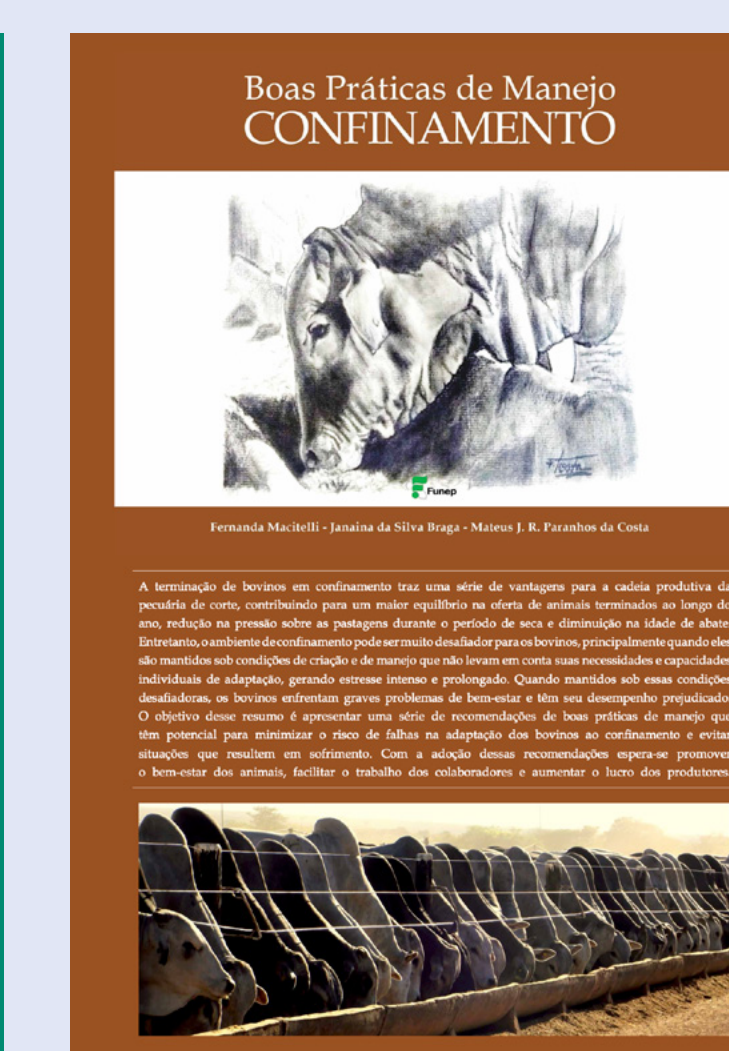 Boas Práticas de Manejo
CONFINAMENTO
Funep
Fernanda Macitelli - Janaina da Silva Braga - Mateus J. R. Paranhos da Costa
A terminação de bovinos em confinamento traz uma série de vantagens para a cadeia produtiva da
pecuária de corte, contribuindo para um maior equilíbrio na oferta de animais terminados ao longo do
ano, redução na pressão sobre as pastagens durante o período de seca e diminuição na idade de abate
Entretanto, o ambiente de confinamento pode ser muito desafiador para os bovinos, principalmente quando eles
são mantidos sob condições de criação e de manejo que não levam em conta suas necessidades e capacidades
individuais de adaptação, gerando estresse intenso e prolongado. Quando mantidos sob essas condições
desafiadoras, os bovinos enfrentam graves problemas de bem-estar e têm seu desempenho prejudicado
O objetivo desse resumo é apresentar uma série de recomendações de boas práticas de manejo que
têm potencial para minimizar o risco de falhas na adaptação dos bovinos ao confinamento e evitar
situações que resultem em sofrimento. Com a adoção dessas recomendações espera-se promover
o bem-estar dos animais, facilitar o trabalho dos colaboradores e aumentar o lucro dos produtores.